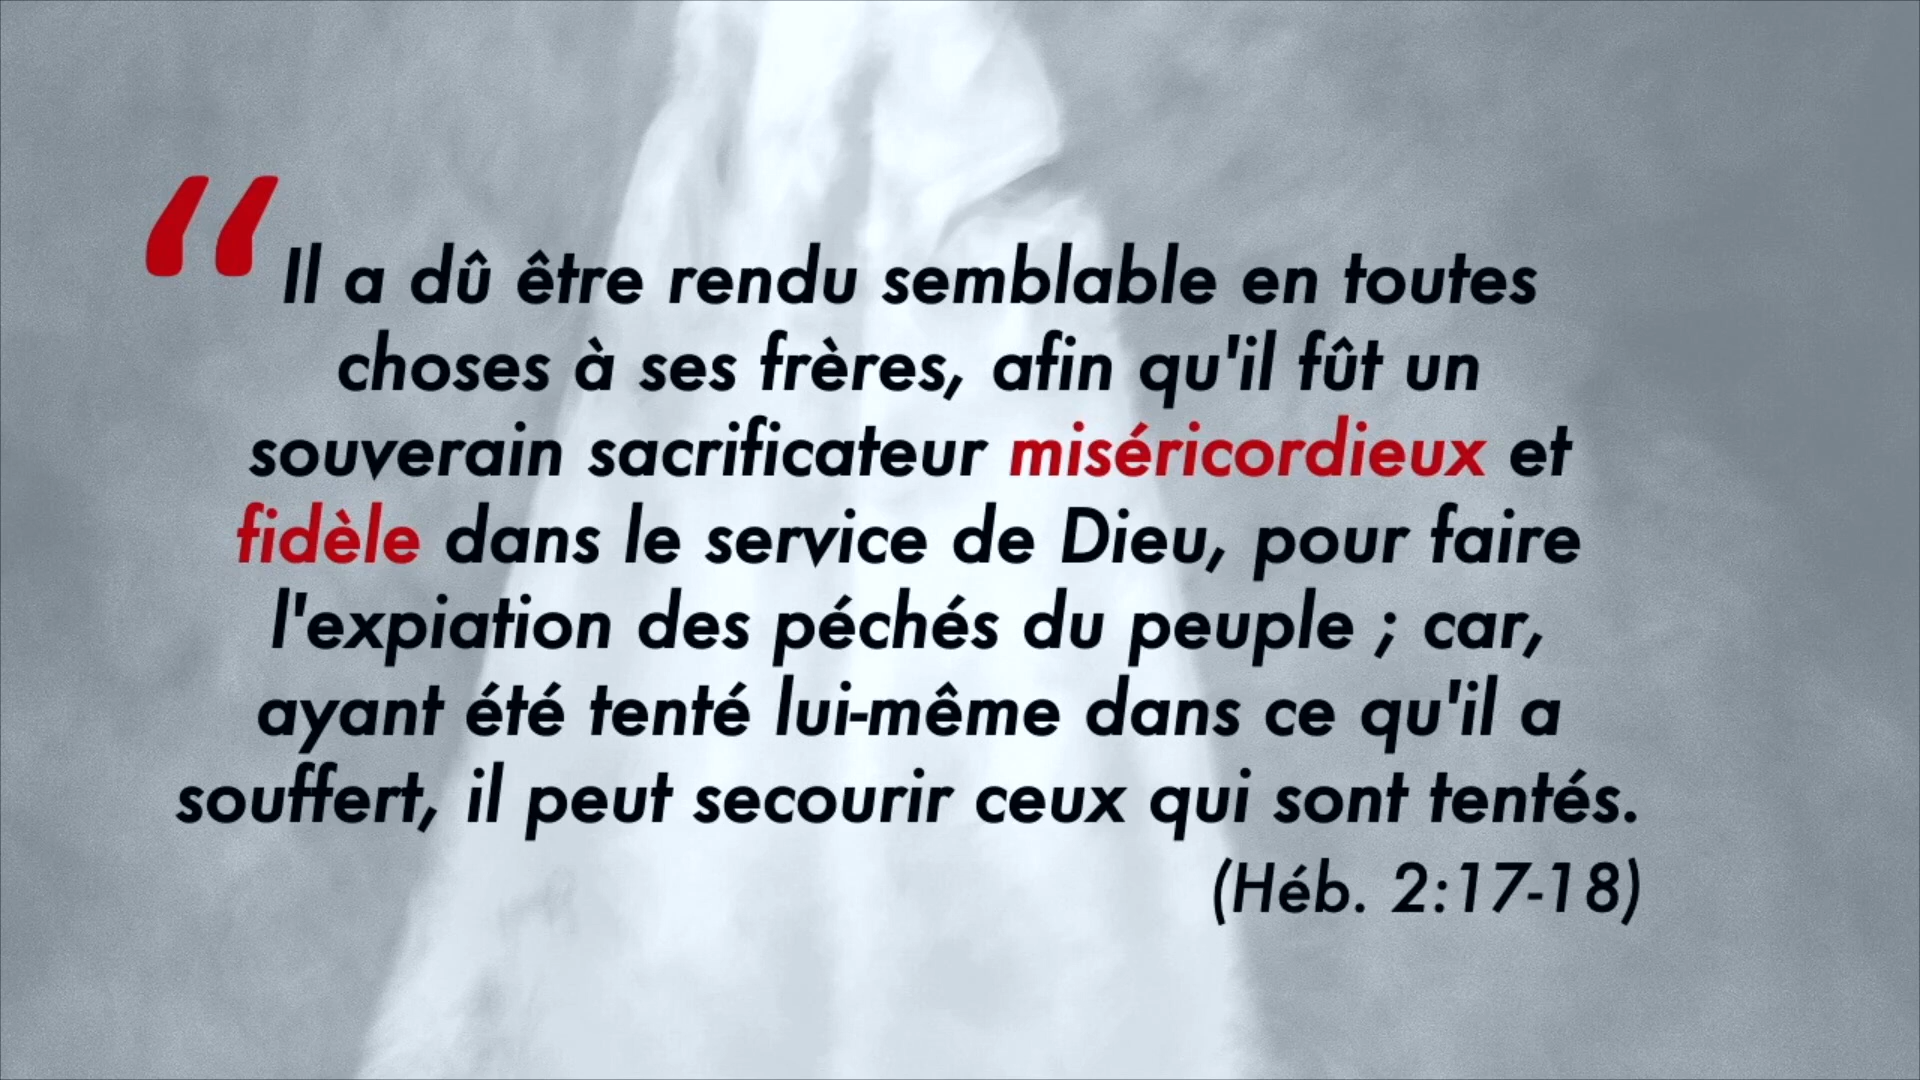 “Il a dû être rendu semblable en toutes
choses à ses frères, afin qu'il fût un
souverain sacrificateur miséricordieux et
fidèle dans le service de Dieu, pour faire
l'expiation des péchés du peuple ; car,
ayant été tenté lui-même dans ce qu'il a
souffert, il peut secourir ceux qui sont tentés.
(Héb. 2:17-18)